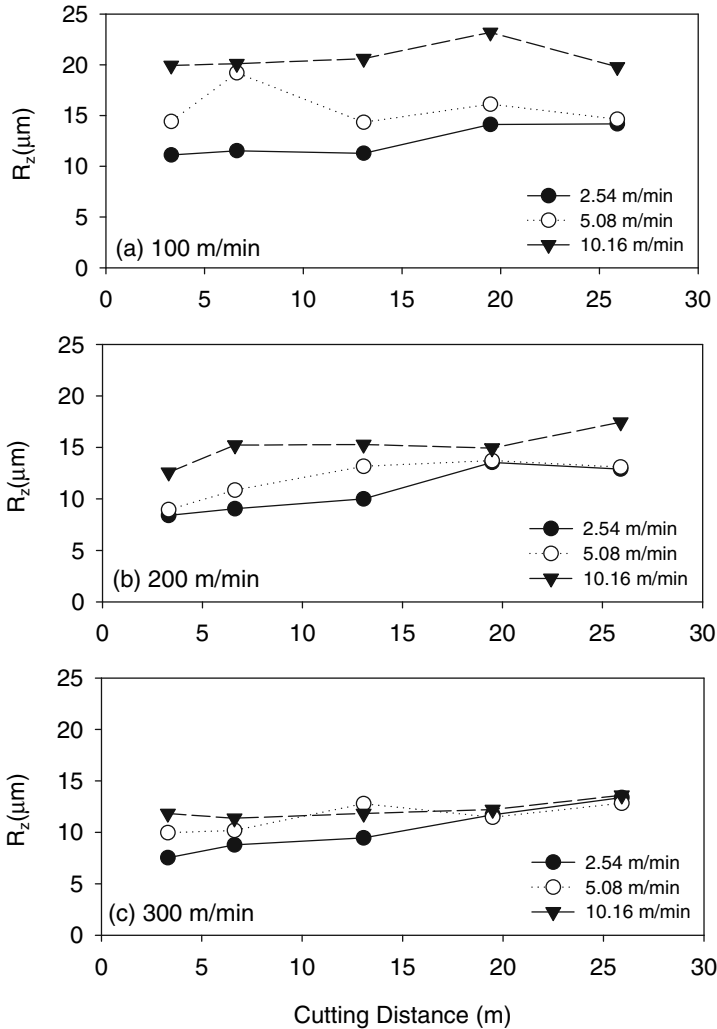 25
20
15
10
5
0
R_z(μm)
2.54 m/min
5.08 m/min
10.16 m/min
(a) 100 m/min
0 5 10 15 20 25 30
25
20
15
10
5
0
R_z(μm)
2.54 m/min
5.08 m/min
10.16 m/min
(b) 200 m/min
0 5 10 15 20 25 30
25
20
15
10
5
0
R_z(μm)
2.54 m/min
5.08 m/min
10.16 m/min
(c) 300 m/min
0 5 10 15 20 25 30
Cutting Distance (m)